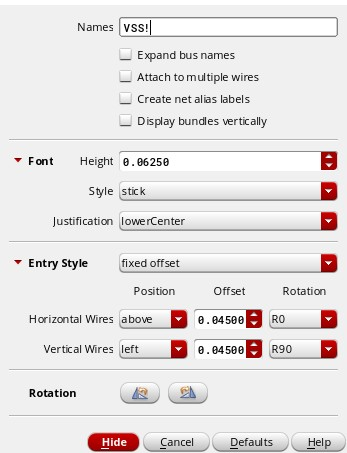 Names VSS!
Expand bus names
Attach to multiple wires
Create net alias labels
Display bundles vertically
Font Height 0.06250
Style stick
Justification lowerCenter
Entry Style fixed offset
Position Offset Rotation
Horizontal Wires above 0.04500 R0
Vertical Wires left 0.04500 R90
Rotation
Hide Cancel Defaults Help